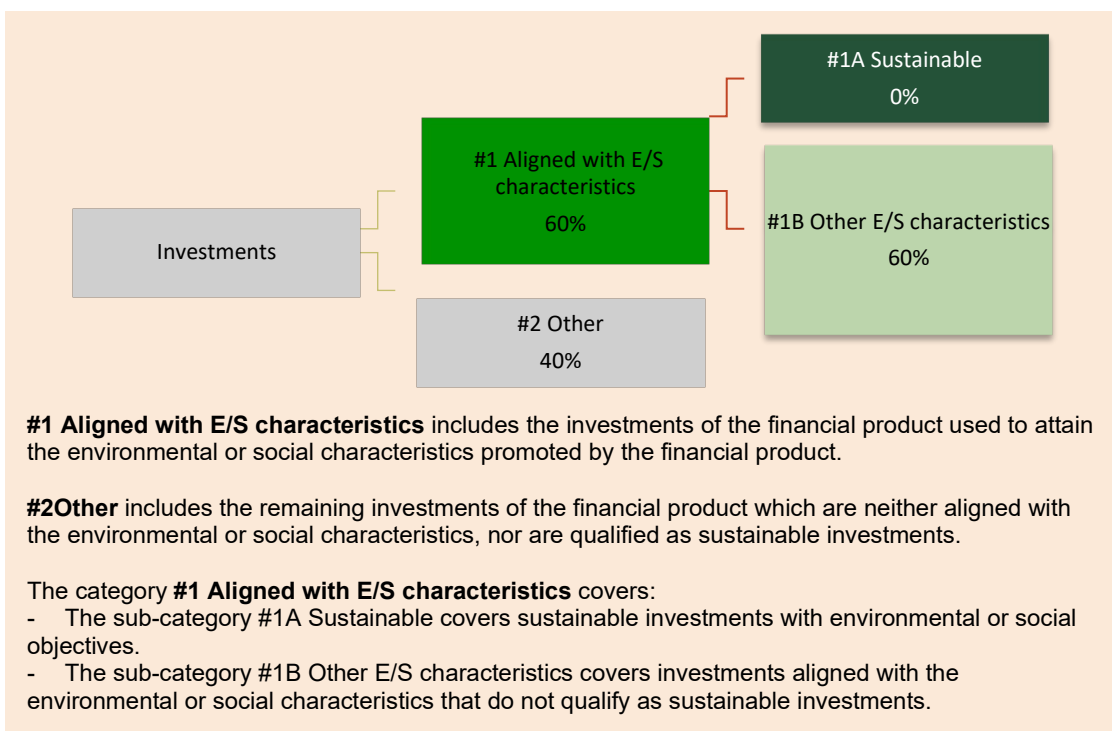 #1A Sustainable
0%
#1 Aligned with E/S
characteristics
60%
#1B Other E/S characteristics
60%
Investments
#2 Other
40%
#1 Aligned with E/S characteristics includes the investments of the financial product used to attain
the environmental or social characteristics promoted by the financial product.
#2Other includes the remaining investments of the financial product which are neither aligned with
the environmental or social characteristics, nor are qualified as sustainable investments.
The category #1 Aligned with E/S characteristics covers:
- The sub-category #1A Sustainable covers sustainable investments with environmental or social
objectives.
- The sub-category #1B Other E/S characteristics covers investments aligned with the
environmental or social characteristics that do not qualify as sustainable investments.